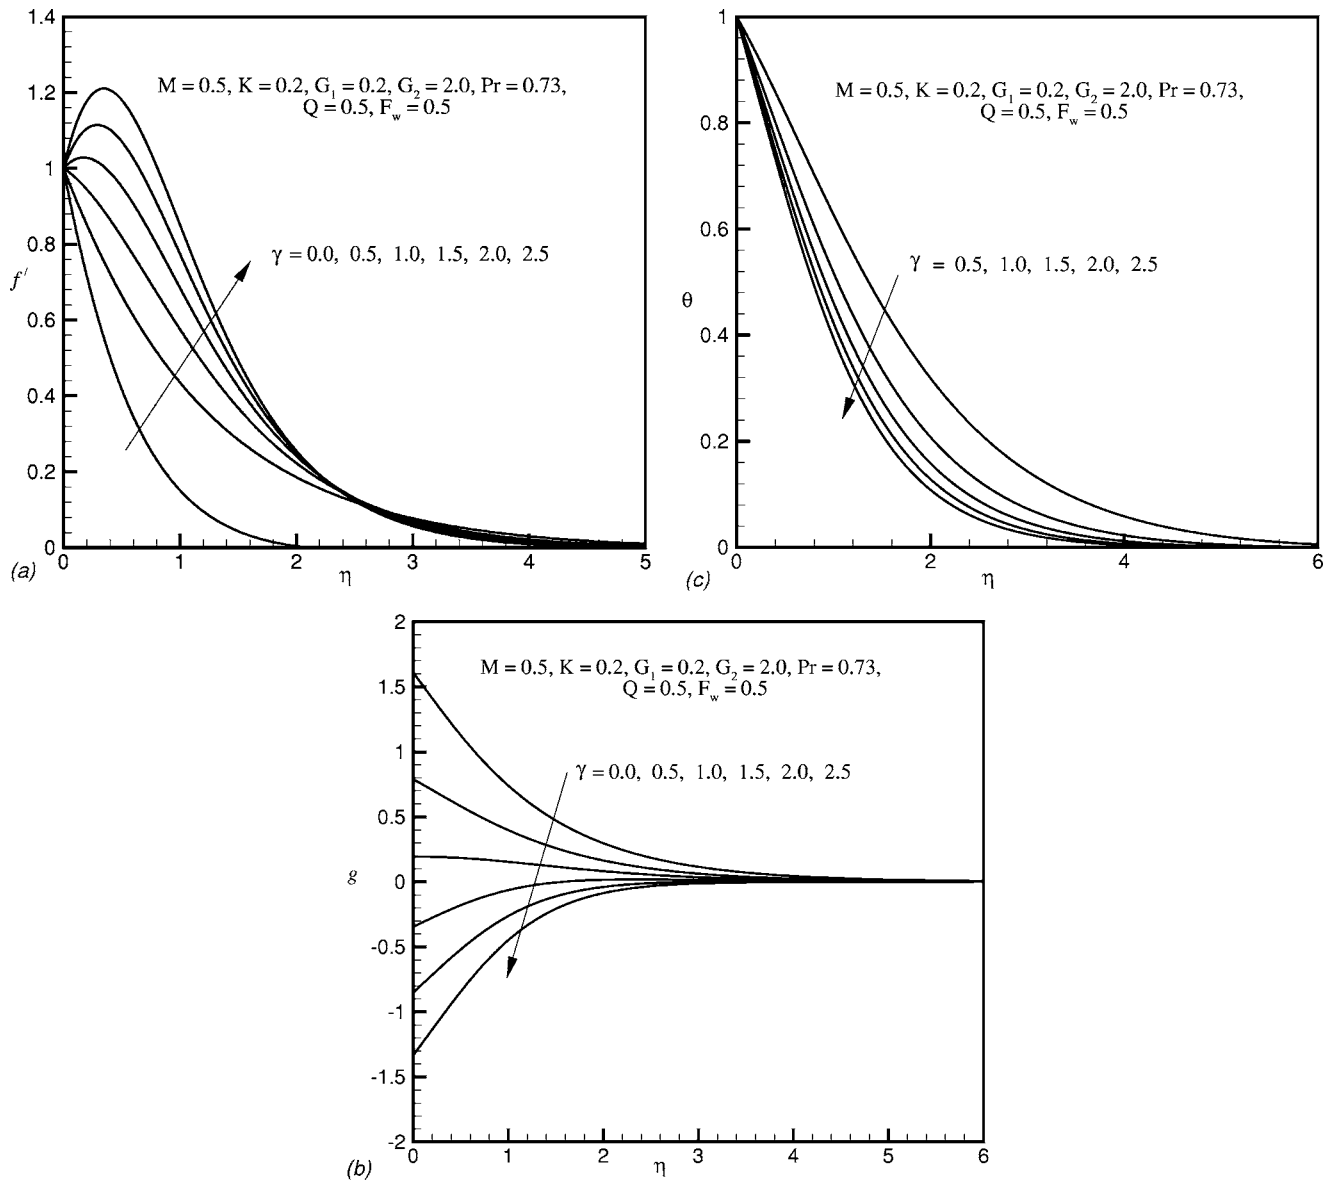 1.4
1.2
1
0.8
0.6
0.4
0.2
0
f′
M = 0.5, K = 0.2, G₁ = 0.2, G₂ = 2.0, Pr = 0.73,
Q = 0.5, F_w = 0.5
γ = 0.0, 0.5, 1.0, 1.5, 2.0, 2.5
0 1 2 3 4 5
(a)
η
1
0.8
0.6
0.4
0.2
0
θ
M = 0.5, K = 0.2, G₁ = 0.2, G₂ = 2.0, Pr = 0.73,
Q = 0.5, F_w = 0.5
γ = 0.5, 1.0, 1.5, 2.0, 2.5
0 2 4 6
(c)
η
2
1.5
1
0.5
0
-0.5
-1
-1.5
-2
g
M = 0.5, K = 0.2, G₁ = 0.2, G₂ = 2.0, Pr = 0.73,
Q = 0.5, F_w = 0.5
γ = 0.0, 0.5, 1.0, 1.5, 2.0, 2.5
0 1 2 3 4 5 6
(b)
η